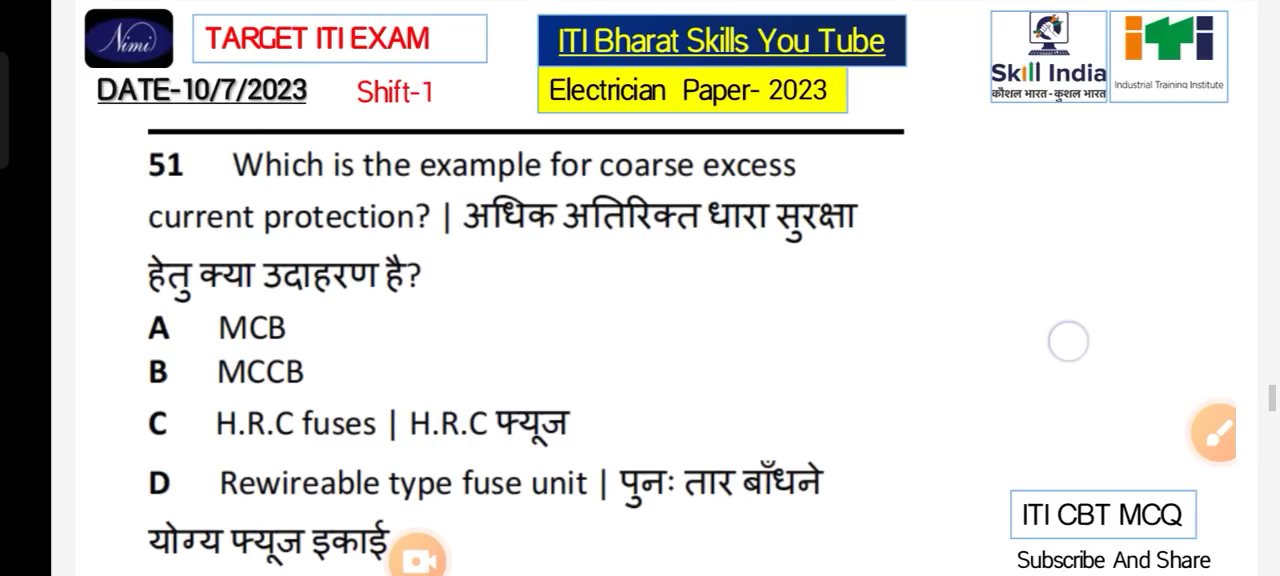 Nimi
TARGET ITI EXAM
ITI Bharat Skills You Tube
DATE-10/7/2023
Shift-1
Electrician Paper- 2023
Skill India
कौशल भारत-कुशल भारत
iTi
Industrial Training Institute
51 Which is the example for coarse excess
current protection? | अधिक अतिरिक्त धारा सुरक्षा
हेतु क्या उदाहरण है?
A MCB
B MCCB
C H.R.C fuses | H.R.C फ्यूज
D Rewireable type fuse unit | पुनः तार बाँधने
योग्य फ्यूज इकाई
ITI CBT MCQ
Subscribe And Share